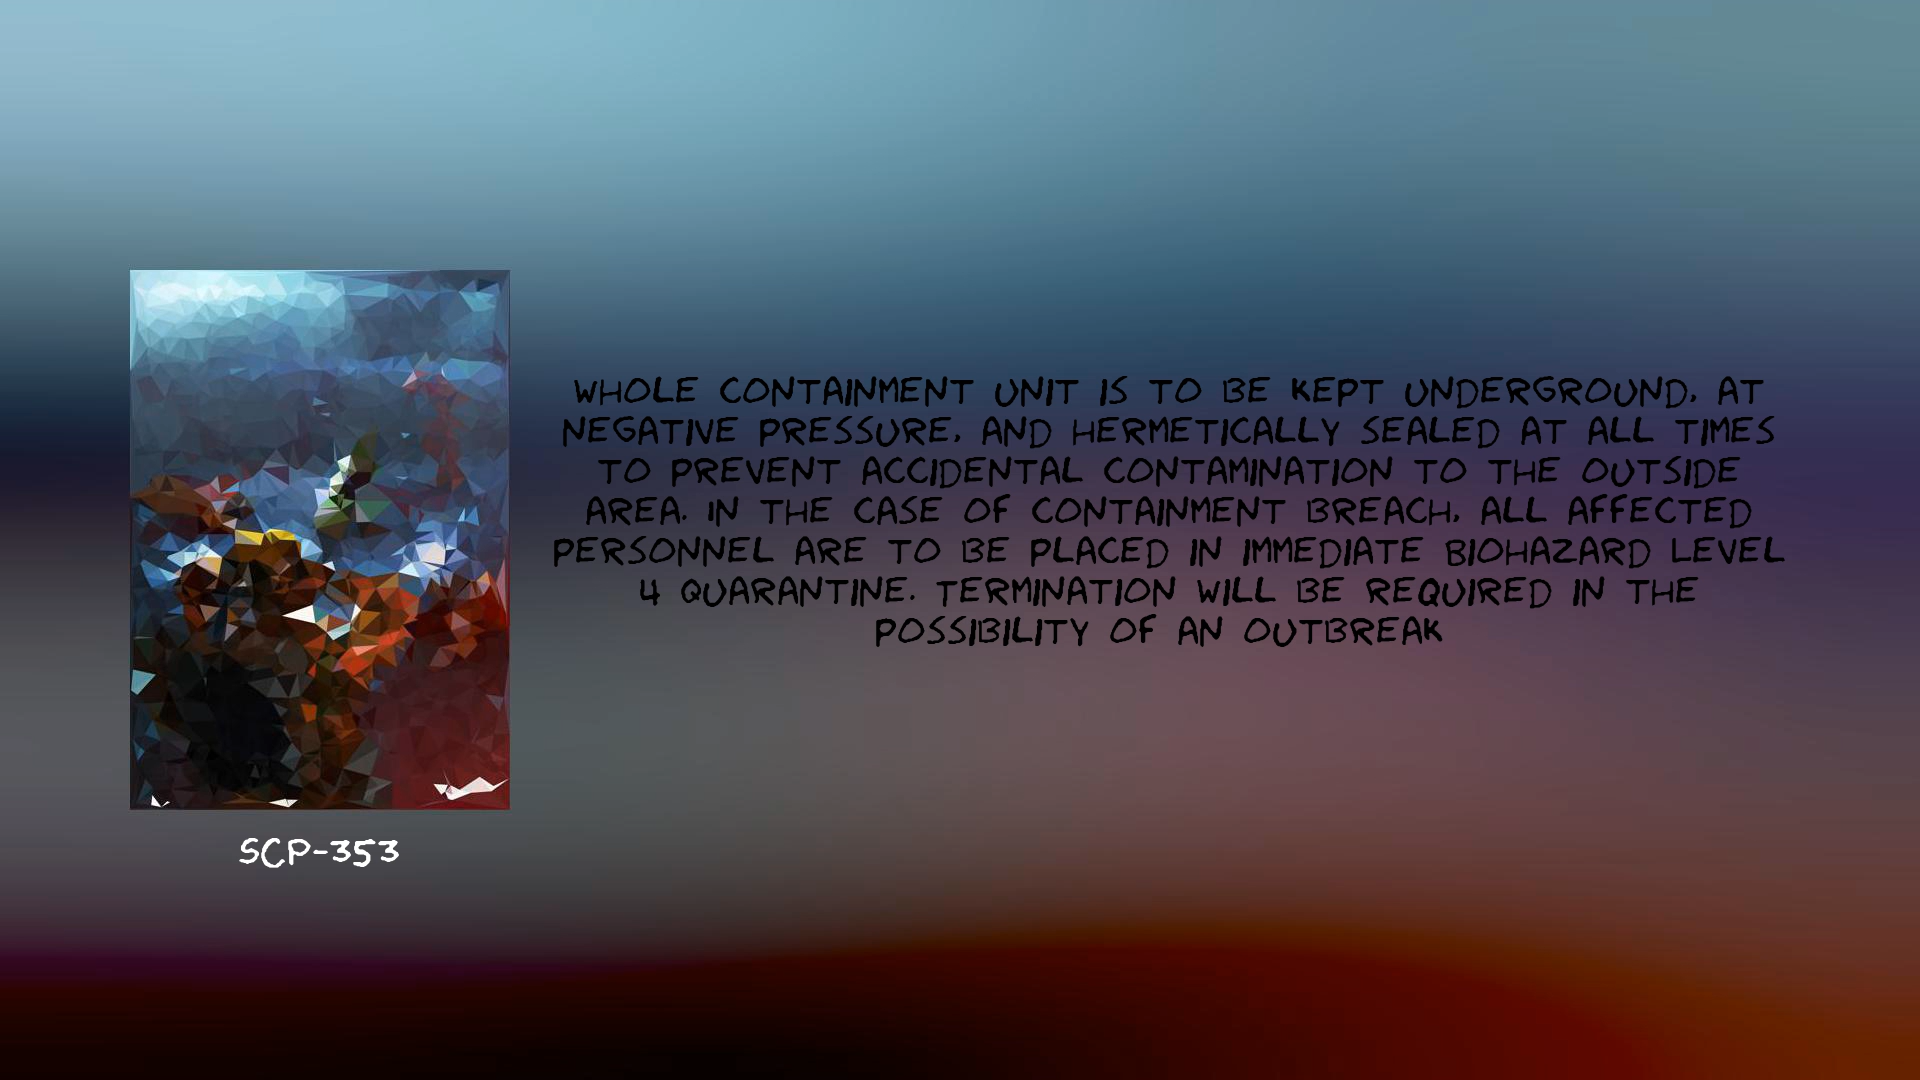 WHOLE CONTAINMENT UNIT IS TO BE KEPT UNDERGROUND, AT
NEGATIVE PRESSURE, AND HERMETICALLY SEALED AT ALL TIMES
TO PREVENT ACCIDENTAL CONTAMINATION TO THE OUTSIDE
AREA. IN THE CASE OF CONTAINMENT BREACH, ALL AFFECTED
PERSONNEL ARE TO BE PLACED IN IMMEDIATE BIOHAZARD LEVEL
4 QUARANTINE. TERMINATION WILL BE REQUIRED IN THE
POSSIBILITY OF AN OUTBREAK
SCP-353